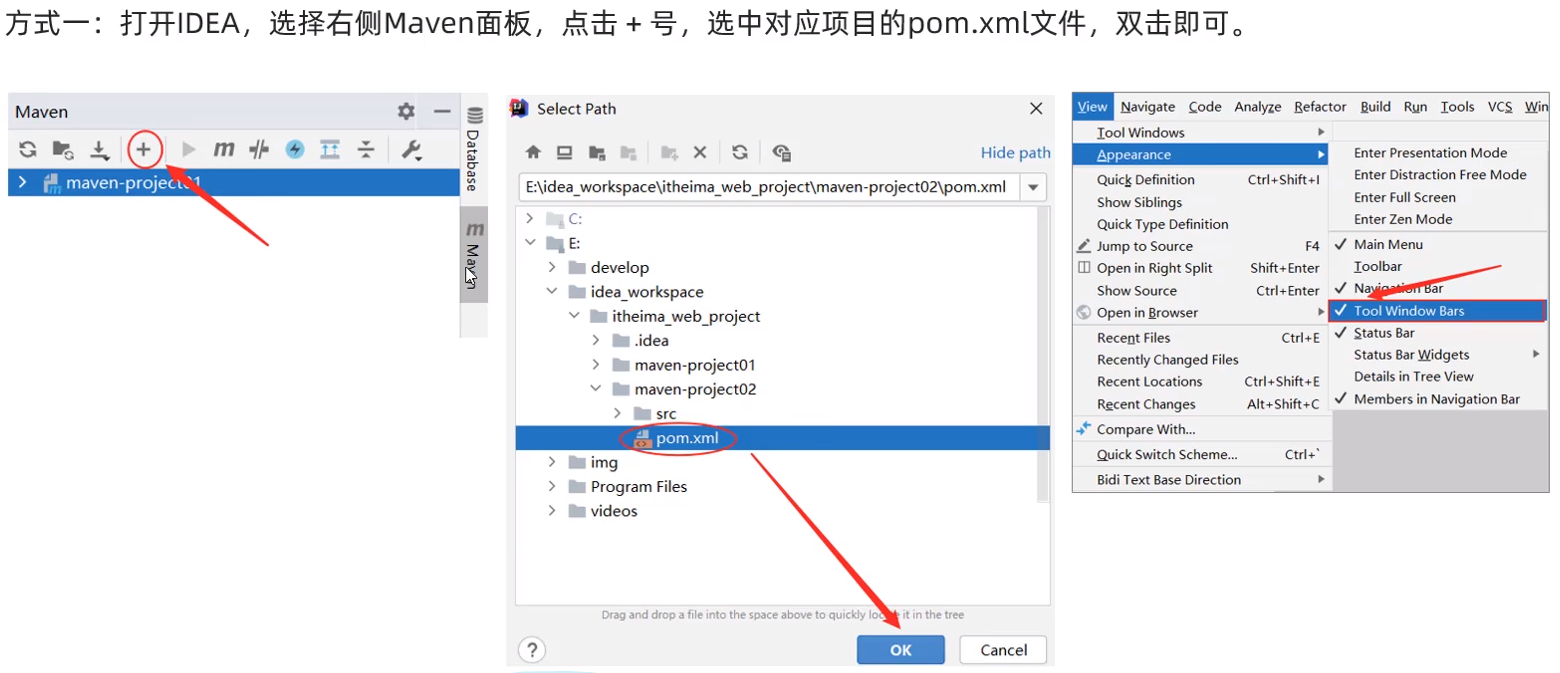 方式一：打开IDEA，选择右侧Maven面板，点击 + 号，选中对应项目的pom.xml文件，双击即可。
Maven
maven-project01
Database
Maven
Select Path
Hide path
E:\idea_workspace\itheima_web_project\maven-project02\pom.xml
C:
E:
develop
idea_workspace
itheima_web_project
.idea
maven-project01
maven-project02
src
pom.xml
img
Program Files
videos
Drag and drop a file into the space above to quickly locate it in the tree
?
OK
Cancel
View Navigate Code Analyze Refactor Build Run Tools VCS Win
Tool Windows
Appearance
Quick Definition Ctrl+Shift+I
Show Siblings
Quick Type Definition
Jump to Source F4
Open in Right Split Shift+Enter
Show Source Ctrl+Enter
Open in Browser
Recent Files Ctrl+E
Recently Changed Files
Recent Locations Ctrl+Shift+E
Recent Changes Alt+Shift+C
Compare With...
Quick Switch Scheme... Ctrl+`
Bidi Text Base Direction
Enter Presentation Mode
Enter Distraction Free Mode
Enter Full Screen
Enter Zen Mode
Main Menu
Toolbar
Navigation Bar
Tool Window Bars
Status Bar
Status Bar Widgets
Details in Tree View
Members in Navigation Bar